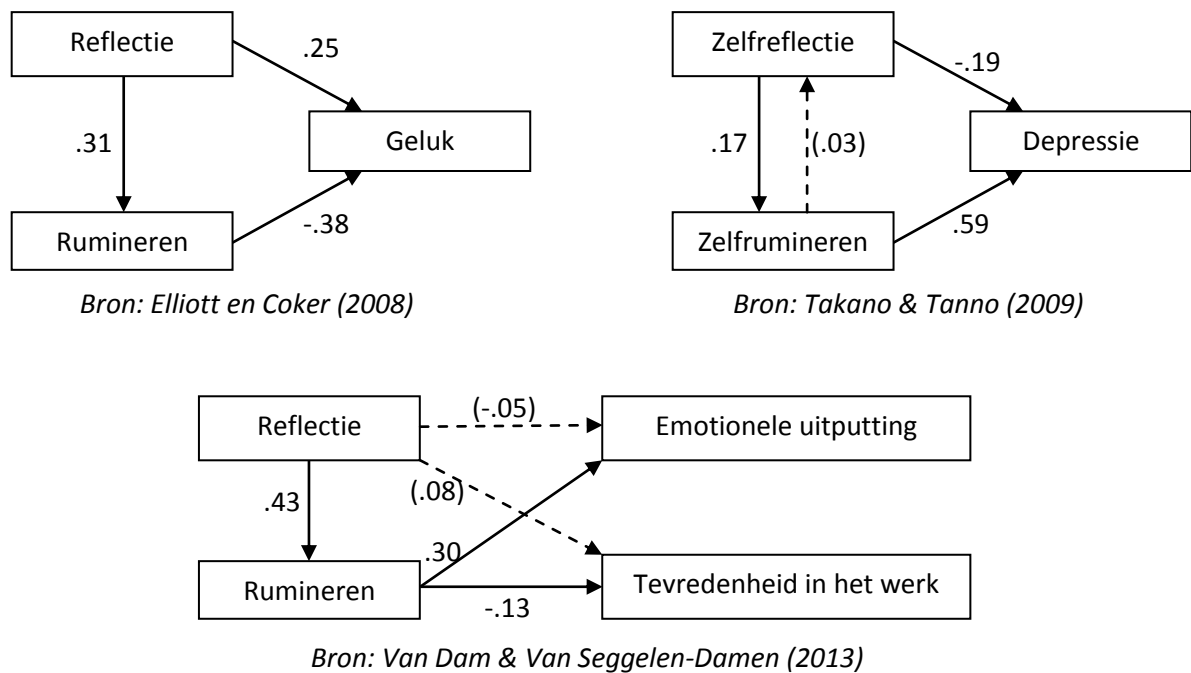 Reflectie
.25
Geluk
.31
Rumineren
-.38
Bron: Elliott en Coker (2008)
Zelfreflectie
-.19
Depressie
.17
(.03)
Zelfrumineren
.59
Bron: Takano & Tanno (2009)
Reflectie
(-.05)
Emotionele uitputting
.43
(.08)
Rumineren
.30
-.13
Tevredenheid in het werk
Bron: Van Dam & Van Seggelen-Damen (2013)